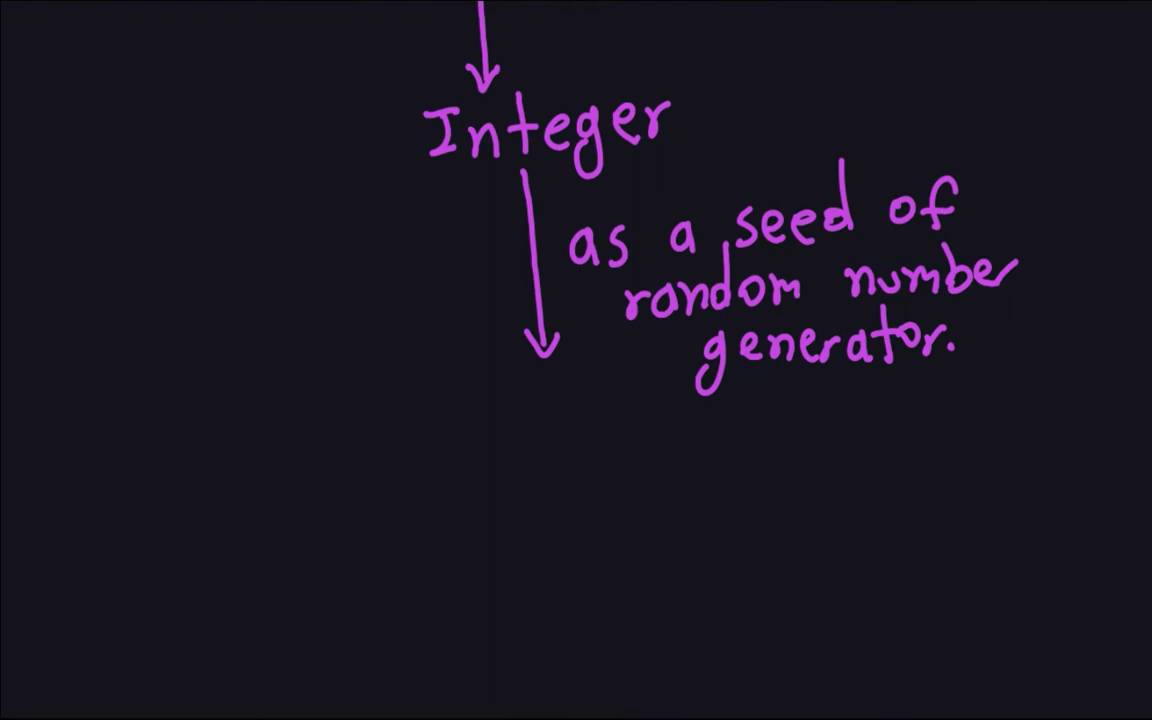 Integer
as a seed of
random number
generator.